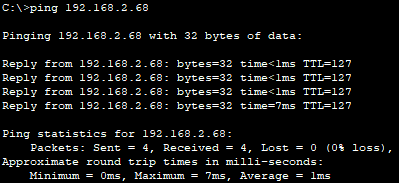 C:\>ping 192.168.2.68
Pinging 192.168.2.68 with 32 bytes of data:
Reply from 192.168.2.68: bytes=32 time<1ms TTL=127
Reply from 192.168.2.68: bytes=32 time<1ms TTL=127
Reply from 192.168.2.68: bytes=32 time<1ms TTL=127
Reply from 192.168.2.68: bytes=32 time=7ms TTL=127
Ping statistics for 192.168.2.68:
    Packets: Sent = 4, Received = 4, Lost = 0 (0% loss),
Approximate round trip times in milli-seconds:
    Minimum = 0ms, Maximum = 7ms, Average = 1ms